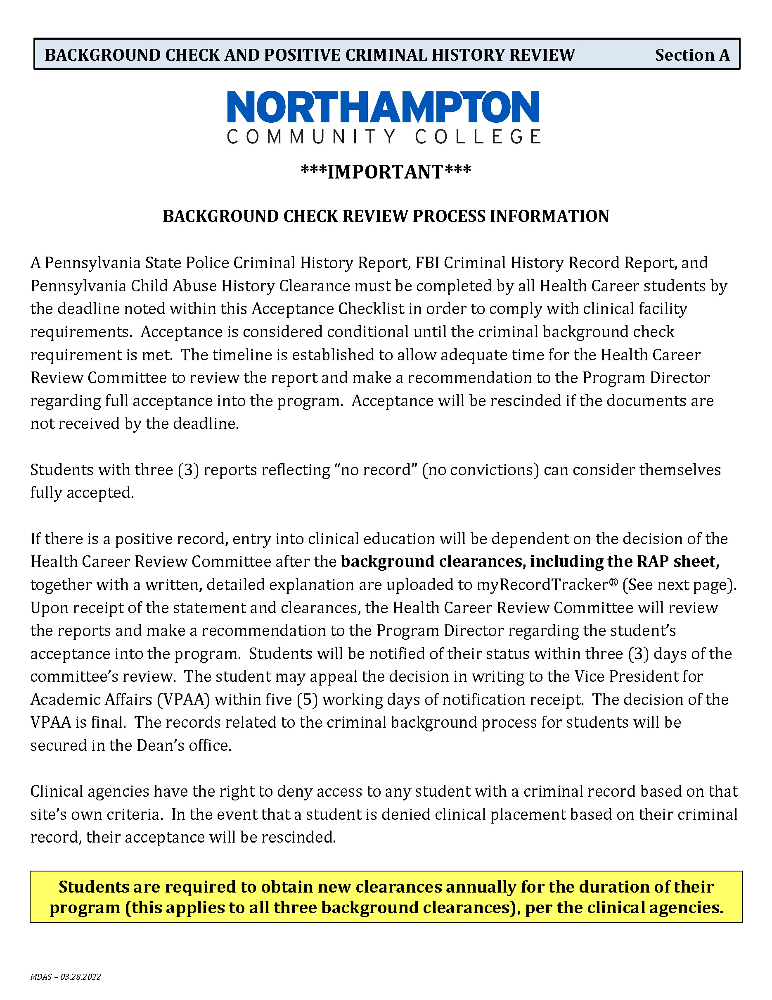 BACKGROUND CHECK AND POSITIVE CRIMINAL HISTORY REVIEW Section A
NORTHAMPTON
COMMUNITY COLLEGE
***IMPORTANT***
BACKGROUND CHECK REVIEW PROCESS INFORMATION
A Pennsylvania State Police Criminal History Report, FBI Criminal History Record Report, and
Pennsylvania Child Abuse History Clearance must be completed by all Health Career students by
the deadline noted within this Acceptance Checklist in order to comply with clinical facility
requirements.  Acceptance is considered conditional until the criminal background check
requirement is met.  The timeline is established to allow adequate time for the Health Career
Review Committee to review the report and make a recommendation to the Program Director
regarding full acceptance into the program.  Acceptance will be rescinded if the documents are
not received by the deadline.
Students with three (3) reports reflecting “no record” (no convictions) can consider themselves
fully accepted.
If there is a positive record, entry into clinical education will be dependent on the decision of the
Health Career Review Committee after the background clearances, including the RAP sheet,
together with a written, detailed explanation are uploaded to myRecordTracker® (See next page).
Upon receipt of the statement and clearances, the Health Career Review Committee will review
the reports and make a recommendation to the Program Director regarding the student’s
acceptance into the program.  Students will be notified of their status within three (3) days of the
committee’s review.  The student may appeal the decision in writing to the Vice President for
Academic Affairs (VPAA) within five (5) working days of notification receipt.  The decision of the
VPAA is final.  The records related to the criminal background process for students will be
secured in the Dean’s office.
Clinical agencies have the right to deny access to any student with a criminal record based on that
site’s own criteria.  In the event that a student is denied clinical placement based on their criminal
record, their acceptance will be rescinded.
Students are required to obtain new clearances annually for the duration of their
program (this applies to all three background clearances), per the clinical agencies.
MDAS – 03.28.2022